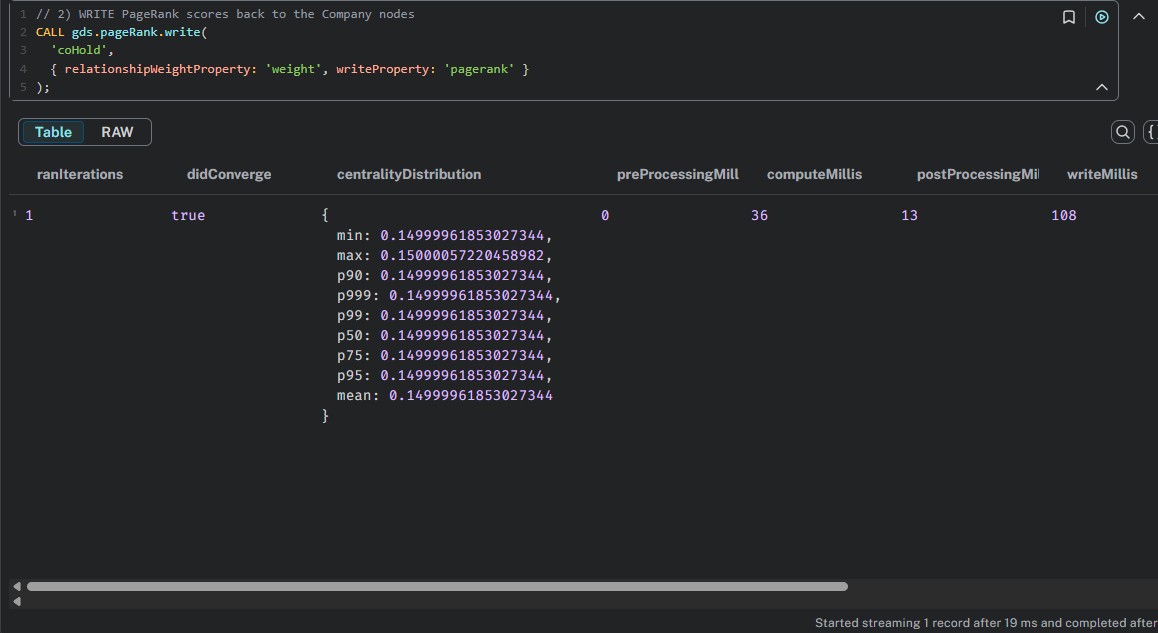 1 // 2) WRITE PageRank scores back to the Company nodes
2 CALL gds.pageRank.write(
3 'coHold',
4 { relationshipWeightProperty: 'weight', writeProperty: 'pagerank' }
5 );
Table RAW
ranIterations didConverge centralityDistribution preProcessingMill computeMillis postProcessingMil writeMillis
1 1 true { 0 36 13 108
min: 0.14999961853027344,
max: 0.15000057220458982,
p90: 0.14999961853027344,
p999: 0.14999961853027344,
p99: 0.14999961853027344,
p50: 0.14999961853027344,
p75: 0.14999961853027344,
p95: 0.14999961853027344,
mean: 0.14999961853027344
}
Started streaming 1 record after 19 ms and completed after